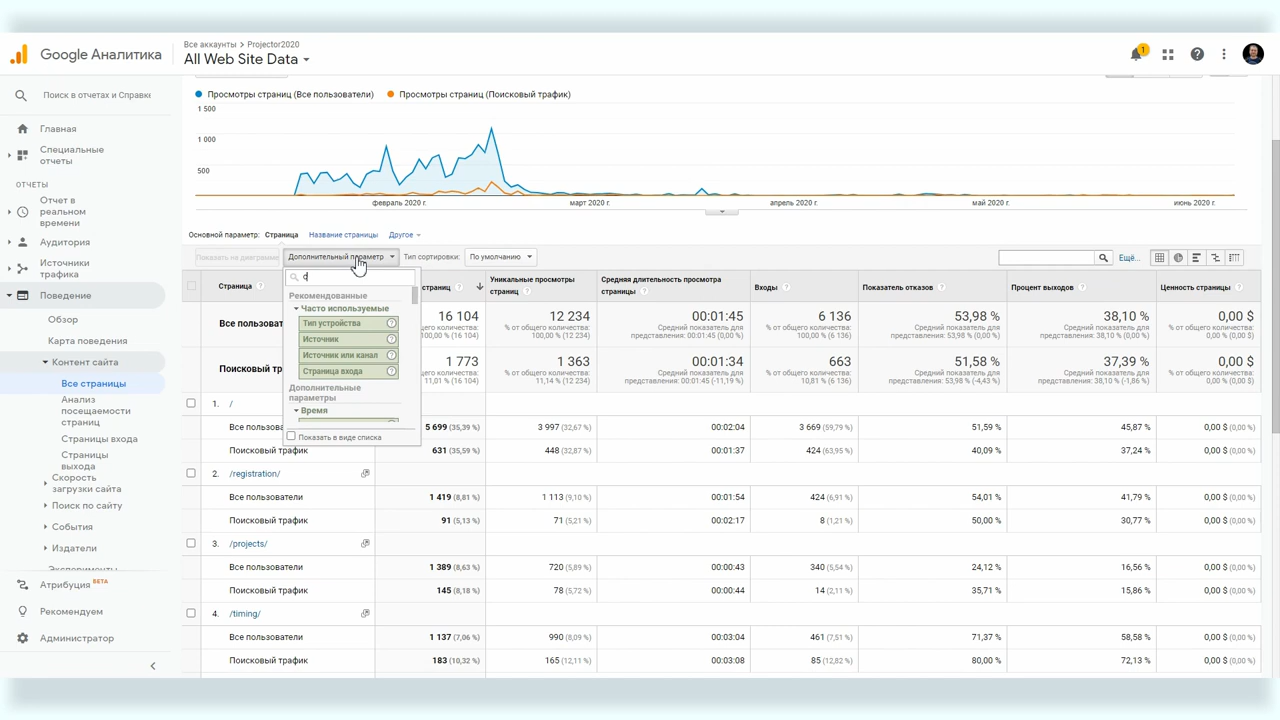 Google Аналитика
Все аккаунты > Projector2020
All Web Site Data
1
Поиск в отчетах и Справке
Главная
Специальные
отчеты
ОТЧЕТЫ
Отчет в
реальном
времени
Аудитория
Источники
трафика
Поведение
Обзор
Карта поведения
Контент сайта
Все страницы
Анализ
посещаемости
страниц
Страницы входа
Страницы
выхода
Скорость
загрузки сайта
Поиск по сайту
События
Издатели
Эксперименты
Атрибуция BETA
Рекомендуем
Администратор
Просмотры страниц (Все пользователи)
Просмотры страниц (Поисковый трафик)
1 500
1 000
500
февраль 2020 г.
март 2020 г.
апрель 2020 г.
май 2020 г.
июнь 2020 г.
Основной параметр: Страница Название страницы Другое
Показать на диаграмме
Дополнительный параметр
Тип сортировки:
По умолчанию
Ещё...
Рекомендованные
Часто используемые
Тип устройства
Источник
Источник или канал
Страница входа
Дополнительные
параметры
Время
Показать в виде списка
Страница
страниц
Уникальные просмотры
страниц
Средняя длительность просмотра
страницы
Входы
Показатель отказов
Процент выходов
Ценность страницы
Все пользоват
16 104
общего количества:
100,00 % (16 104)
12 234
% от общего количества:
100,00 % (12 234)
00:01:45
Средний показатель для
представления: 00:01:45 (0,00 %)
6 136
% от общего количества:
100,00 % (6 136)
53,98 %
Средний показатель для
представления: 53,98 % (0,00 %)
38,10 %
Средний показатель для
представления: 38,10 % (0,00 %)
0,00 $
% от общего количества:
0,00 % (0,00 $)
Поисковый тр
1 773
общего количества:
11,01 % (16 104)
1 363
% от общего количества:
11,14 % (12 234)
00:01:34
Средний показатель для
представления: 00:01:45 (-11,19 %)
663
% от общего количества:
10,81 % (6 136)
51,58 %
Средний показатель для
представления: 53,98 % (-4,43 %)
37,39 %
Средний показатель для
представления: 38,10 % (-1,86 %)
0,00 $
% от общего количества:
0,00 % (0,00 $)
1. /
Все пользова 5 699 (35,39 %) 3 997 (32,67 %) 00:02:04 3 669 (59,79 %) 51,59 % 45,87 % 0,00 $ (0,00 %)
Поисковый трафик 631 (35,59 %) 448 (32,87 %) 00:01:37 424 (63,95 %) 40,09 % 37,24 % 0,00 $ (0,00 %)
2. /registration/
Все пользователи 1 419 (8,81 %) 1 113 (9,10 %) 00:01:54 424 (6,91 %) 54,01 % 41,79 % 0,00 $ (0,00 %)
Поисковый трафик 91 (5,13 %) 71 (5,21 %) 00:02:17 8 (1,21 %) 50,00 % 30,77 % 0,00 $ (0,00 %)
3. /projects/
Все пользователи 1 389 (8,63 %) 720 (5,89 %) 00:00:43 340 (5,54 %) 24,12 % 16,56 % 0,00 $ (0,00 %)
Поисковый трафик 145 (8,18 %) 78 (5,72 %) 00:00:44 14 (2,11 %) 35,71 % 15,86 % 0,00 $ (0,00 %)
4. /timing/
Все пользователи 1 137 (7,06 %) 990 (8,09 %) 00:03:04 461 (7,51 %) 71,37 % 58,58 % 0,00 $ (0,00 %)
Поисковый трафик 183 (10,32 %) 165 (12,11 %) 00:03:08 85 (12,82 %) 80,00 % 72,13 % 0,00 $ (0,00 %)